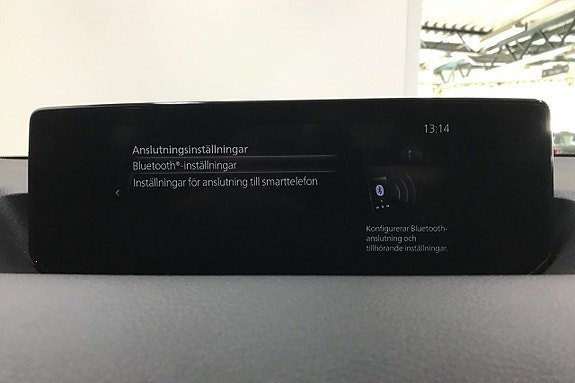 13:14
Anslutningsinställningar
Bluetooth®-inställningar
Inställningar för anslutning till smarttelefon
Konfigurerar Bluetooth-
anslutning och
tillhörande inställningar.